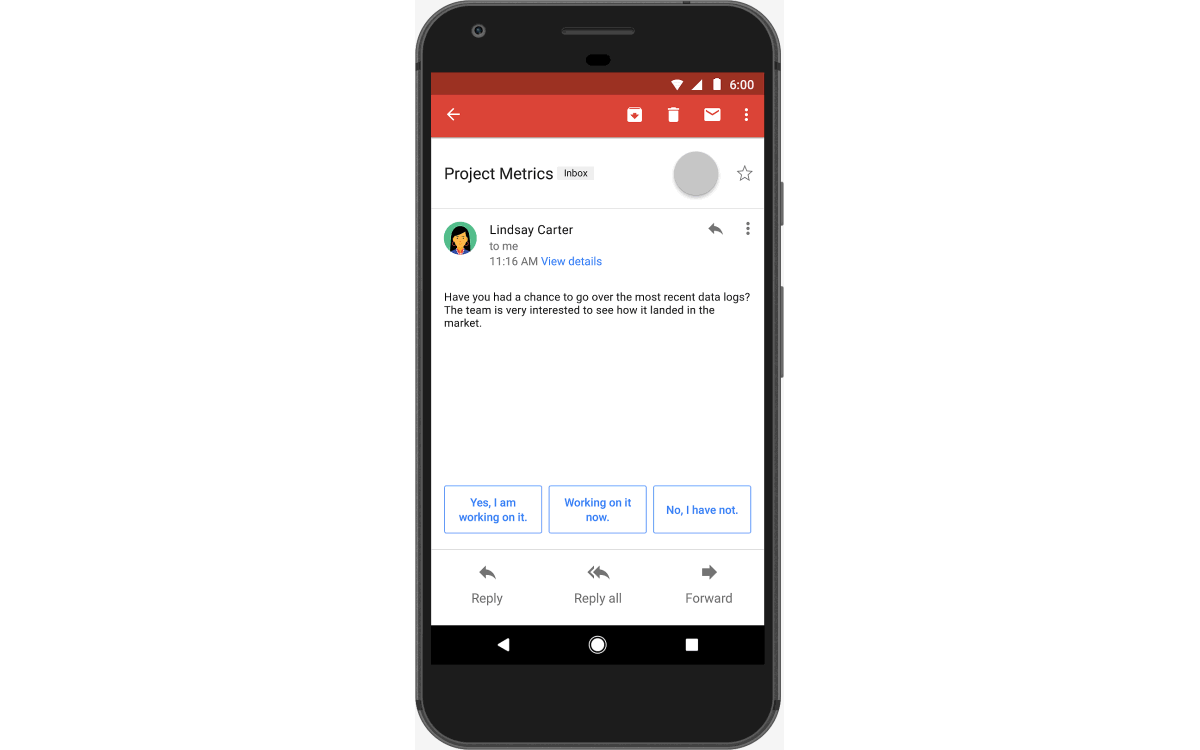 6:00
Project Metrics Inbox
Lindsay Carter
to me
11:16 AM View details
Have you had a chance to go over the most recent data logs?
The team is very interested to see how it landed in the
market.
Yes, I am
working on it.
Working on it
now.
No, I have not.
Reply
Reply all
Forward